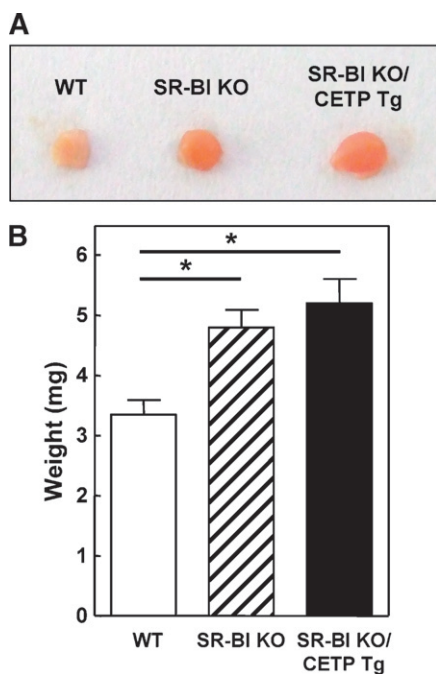 A
WT
SR-BI KO
SR-BI KO/
CETP Tg
B
*
*
Weight (mg)
6
5
4
3
2
1
0
WT
SR-BI KO
SR-BI KO/
CETP Tg